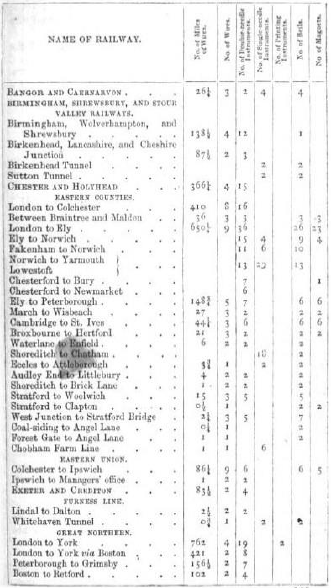 NAME OF RAILWAY. No. of Miles of Wires. No. of Wires. No. of Double-needle Instruments. No. of Single-needle Instruments. No. of Printing Instruments. No. of Bells. No. of Magnets.
BANGOR AND CARNARVON . . . 26¼ 3 2 4 4
BIRMINGHAM, SHREWSBURY, AND STOUR
VALLEY RAILWAYS.
Birmingham, Wolverhampton, and
Shrewsbury . . . . 138½ 4 12 1
Birkenhead, Lancashire, and Cheshire
Junction . . . . 87½ 2 3
Birkenhead Tunnel . . . . 2 2
Sutton Tunnel . . . . 2 2
CHESTER AND HOLYHEAD . . . 366¼ 4 15
EASTERN COUNTIES.
London to Colchester . . . 410 8 16
Between Braintree and Maldon . . 36 3 3 3 3
London to Ely . . . . 650¼ 9 36 26 23
Ely to Norwich . . . . 15 4 9 4
Fakenham to Norwich . . . 11 6 10
Norwich to Yarmouth }
Lowestoft } 13 29 13
Chesterford to Bury . . . . 7 1
Chesterford to Newmarket . . . 6
Ely to Peterborough . . . . 148¾ 5 7 6 6
March to Wisbeach . . . . 27 3 2 2 2
Cambridge to St. Ives . . . 44¼ 3 6 6 6
Broxbourne to Hertford . . . 21 3 2 2 2
Waterlane to Enfield . . . . 6 2 2 2
Shoreditch to Chatham . . . . 18 2
Eccles to Attleborough . . . 3¾ 1 2 2
Audley End to Littlebury . . . 4 2 2 2
Shoreditch to Brick Lane . . . 1 2 2 2
Stratford to Woolwich . . . 15 3 5 5
Stratford to Clapton . . . . 0½ 1 2 2
West Junction to Stratford Bridge . 2¼ 3 5 7
Coal-siding to Angel Lane . . . 0¼ 1 2
Forest Gate to Angel Lane . . . 1 1 2
Chobham Farm Line . . . . 1 1 6
EASTERN UNION.
Colchester to Ipswich . . . 86¼ 9 6 6 5
Ipswich to Managers' office . . . 1 2 2
EXETER AND CREDITON . . . 83½ 2 4
FURNESS LINE.
Lindal to Dalton . . . . 2½ 2 2
Whitehaven Tunnel . . . . 0¾ 1 2 2
GREAT NORTHERN.
London to York . . . . 762 4 19 2
London to York via Boston . . . 421 2 8
Peterborough to Grimsby . . . 156½ 2 7
Boston to Retford . . . . 102 2 4